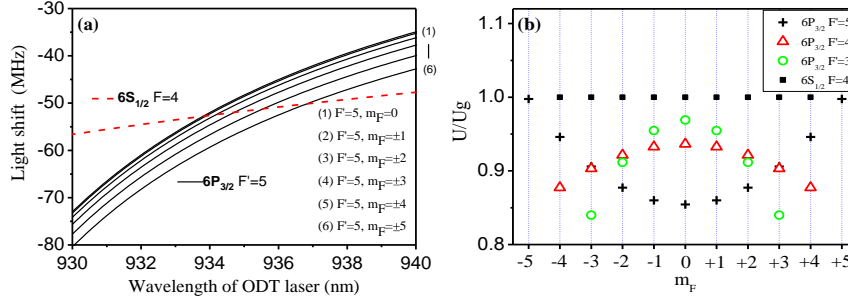 (a)
Light shift (MHz)
-30
-40
-50
-60
-70
-80
6S1/2 F=4
6P3/2 F'=5
(1)
(6)
(1) F'=5, mF=0
(2) F'=5, mF=±1
(3) F'=5, mF=±2
(4) F'=5, mF=±3
(5) F'=5, mF=±4
(6) F'=5, mF=±5
930 932 934 936 938 940
Wavelength of ODT laser (nm)
(b)
U/Ug
1.1
1.0
0.9
0.8
6P3/2 F'=5
6P3/2 F'=4
6P3/2 F'=3
6S1/2 F=4
-5 -4 -3 -2 -1 0 +1 +2 +3 +4 +5
mF